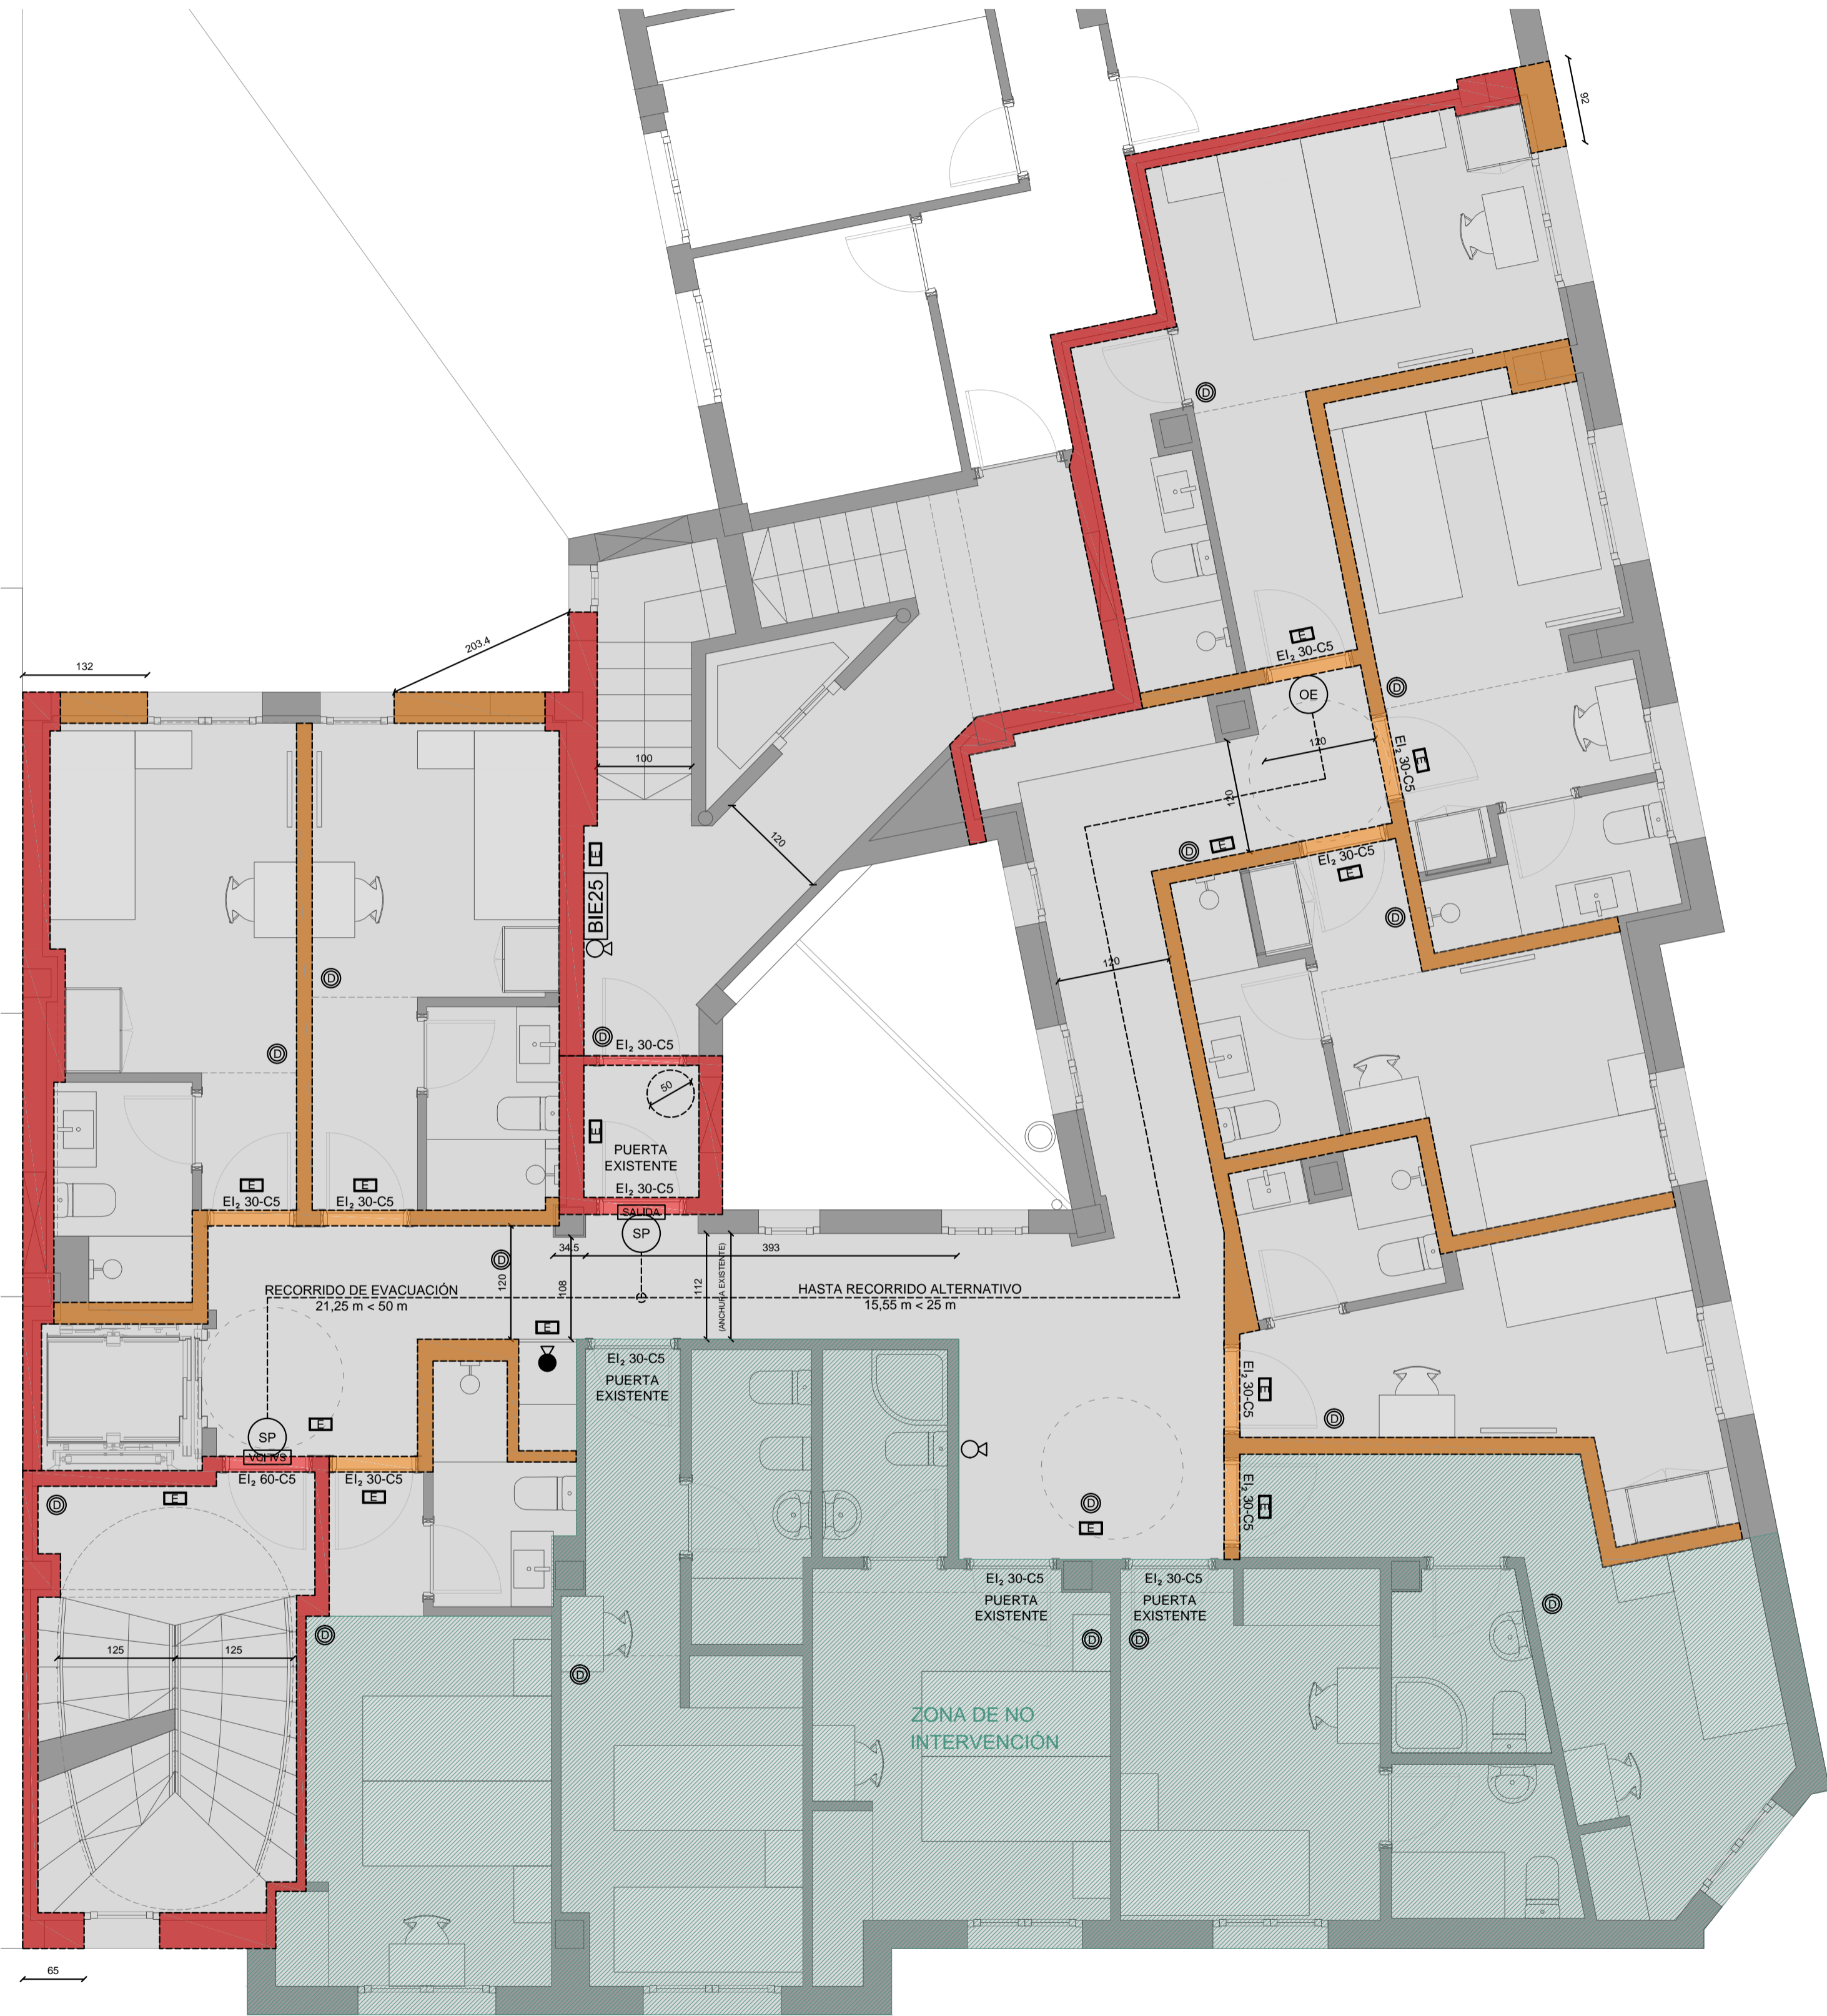 92
203.4
132
100
120
EI₂ 30-C5
E
OE
D
120
EI₂ 30-C5
E
120
D
D
E
EI₂ 30-C5
E
D
E
BIE25
120
D
D
D
EI₂ 30-C5
50
E
PUERTA
EXISTENTE
E
EI₂ 30-C5
E
EI₂ 30-C5
EI₂ 30-C5
SALIDA
SP
34.5
393
D
120
108
112
(ANCHURA EXISTENTE)
RECORRIDO DE EVACUACIÓN
21,25 m < 50 m
HASTA RECORRIDO ALTERNATIVO
15,55 m < 25 m
E
EI₂ 30-C5
PUERTA
EXISTENTE
EI₂ 30-C5
E
D
SP
E
SALIDA
EI₂ 60-C5
EI₂ 30-C5
E
E
D
D
E
EI₂ 30-C5
E
EI₂ 30-C5
PUERTA
EXISTENTE
EI₂ 30-C5
PUERTA
EXISTENTE
D
D
D
D
D
125
125
ZONA DE NO
INTERVENCIÓN
65